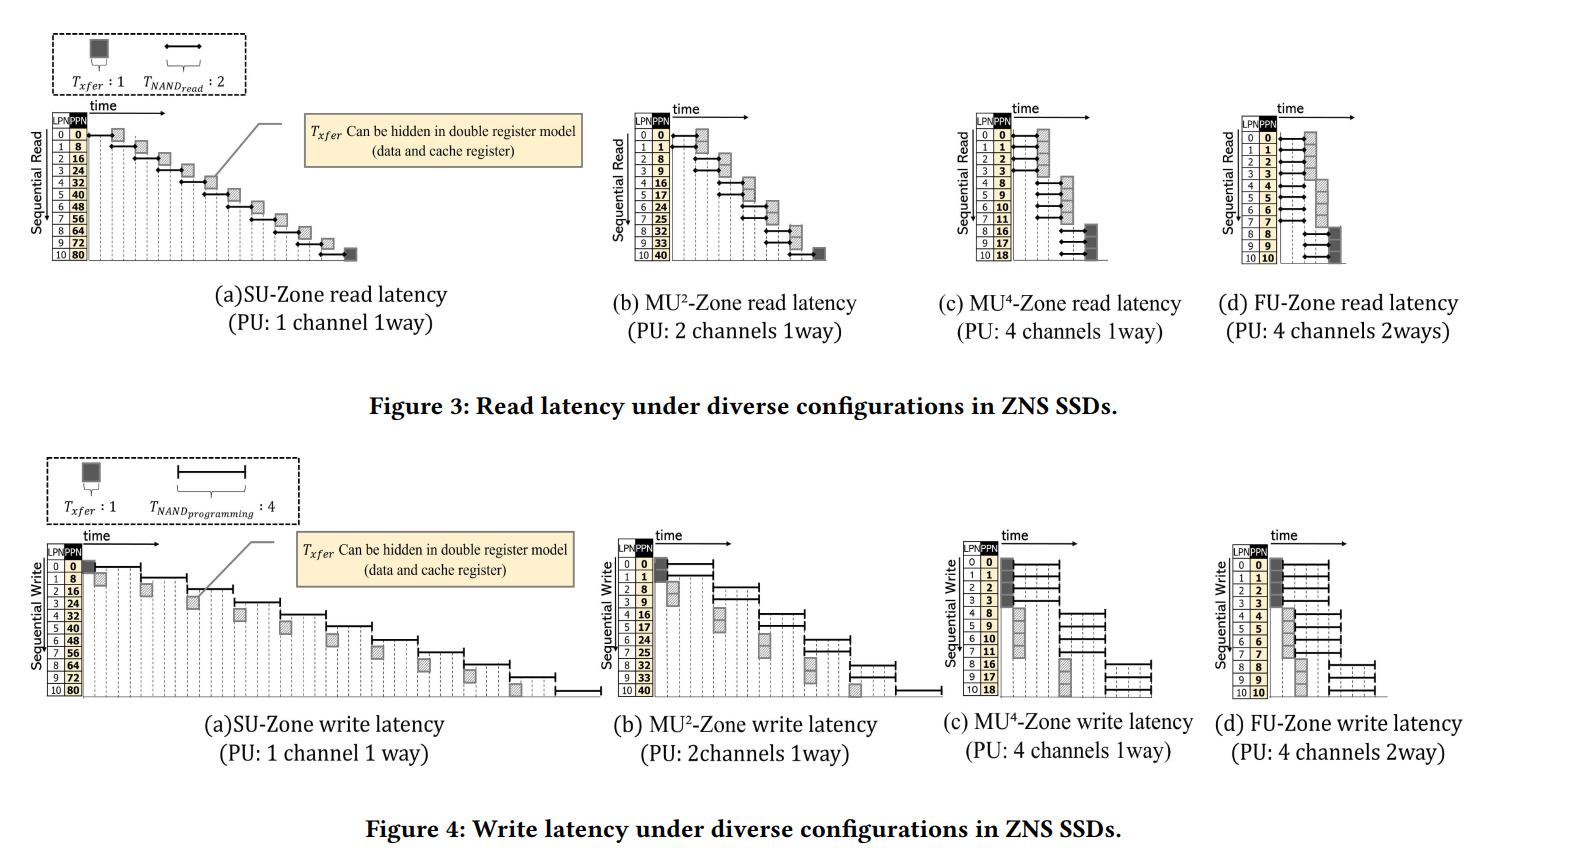 T_xfer : 1 T_NANDread : 2
time
LPN PPN
0 0
1 8
2 16
3 24
4 32
5 40
6 48
7 56
8 64
9 72
10 80
Sequential Read
T_xfer Can be hidden in double register model
(data and cache register)
(a)SU-Zone read latency
(PU: 1 channel 1way)
time
LPN PPN
0 0
1 1
2 8
3 9
4 16
5 17
6 24
7 25
8 32
9 33
10 40
Sequential Read
(b) MU²-Zone read latency
(PU: 2 channels 1way)
time
LPN PPN
0 0
1 1
2 2
3 3
4 8
5 9
6 10
7 11
8 16
9 17
10 18
Sequential Read
(c) MU⁴-Zone read latency
(PU: 4 channels 1way)
time
LPN PPN
0 0
1 1
2 2
3 3
4 4
5 5
6 6
7 7
8 8
9 9
10 10
Sequential Read
(d) FU-Zone read latency
(PU: 4 channels 2ways)
Figure 3: Read latency under diverse configurations in ZNS SSDs.
T_xfer : 1 T_NANDprogramming : 4
time
LPN PPN
0 0
1 8
2 16
3 24
4 32
5 40
6 48
7 56
8 64
9 72
10 80
Sequential Write
T_xfer Can be hidden in double register model
(data and cache register)
(a)SU-Zone write latency
(PU: 1 channel 1 way)
time
LPN PPN
0 0
1 1
2 8
3 9
4 16
5 17
6 24
7 25
8 32
9 33
10 40
Sequential Write
(b) MU²-Zone write latency
(PU: 2channels 1way)
time
LPN PPN
0 0
1 1
2 2
3 3
4 8
5 9
6 10
7 11
8 16
9 17
10 18
Sequential Write
(c) MU⁴-Zone write latency
(PU: 4 channels 1way)
time
LPN PPN
0 0
1 1
2 2
3 3
4 4
5 5
6 6
7 7
8 8
9 9
10 10
Sequential Write
(d) FU-Zone write latency
(PU: 4 channels 2way)
Figure 4: Write latency under diverse configurations in ZNS SSDs.